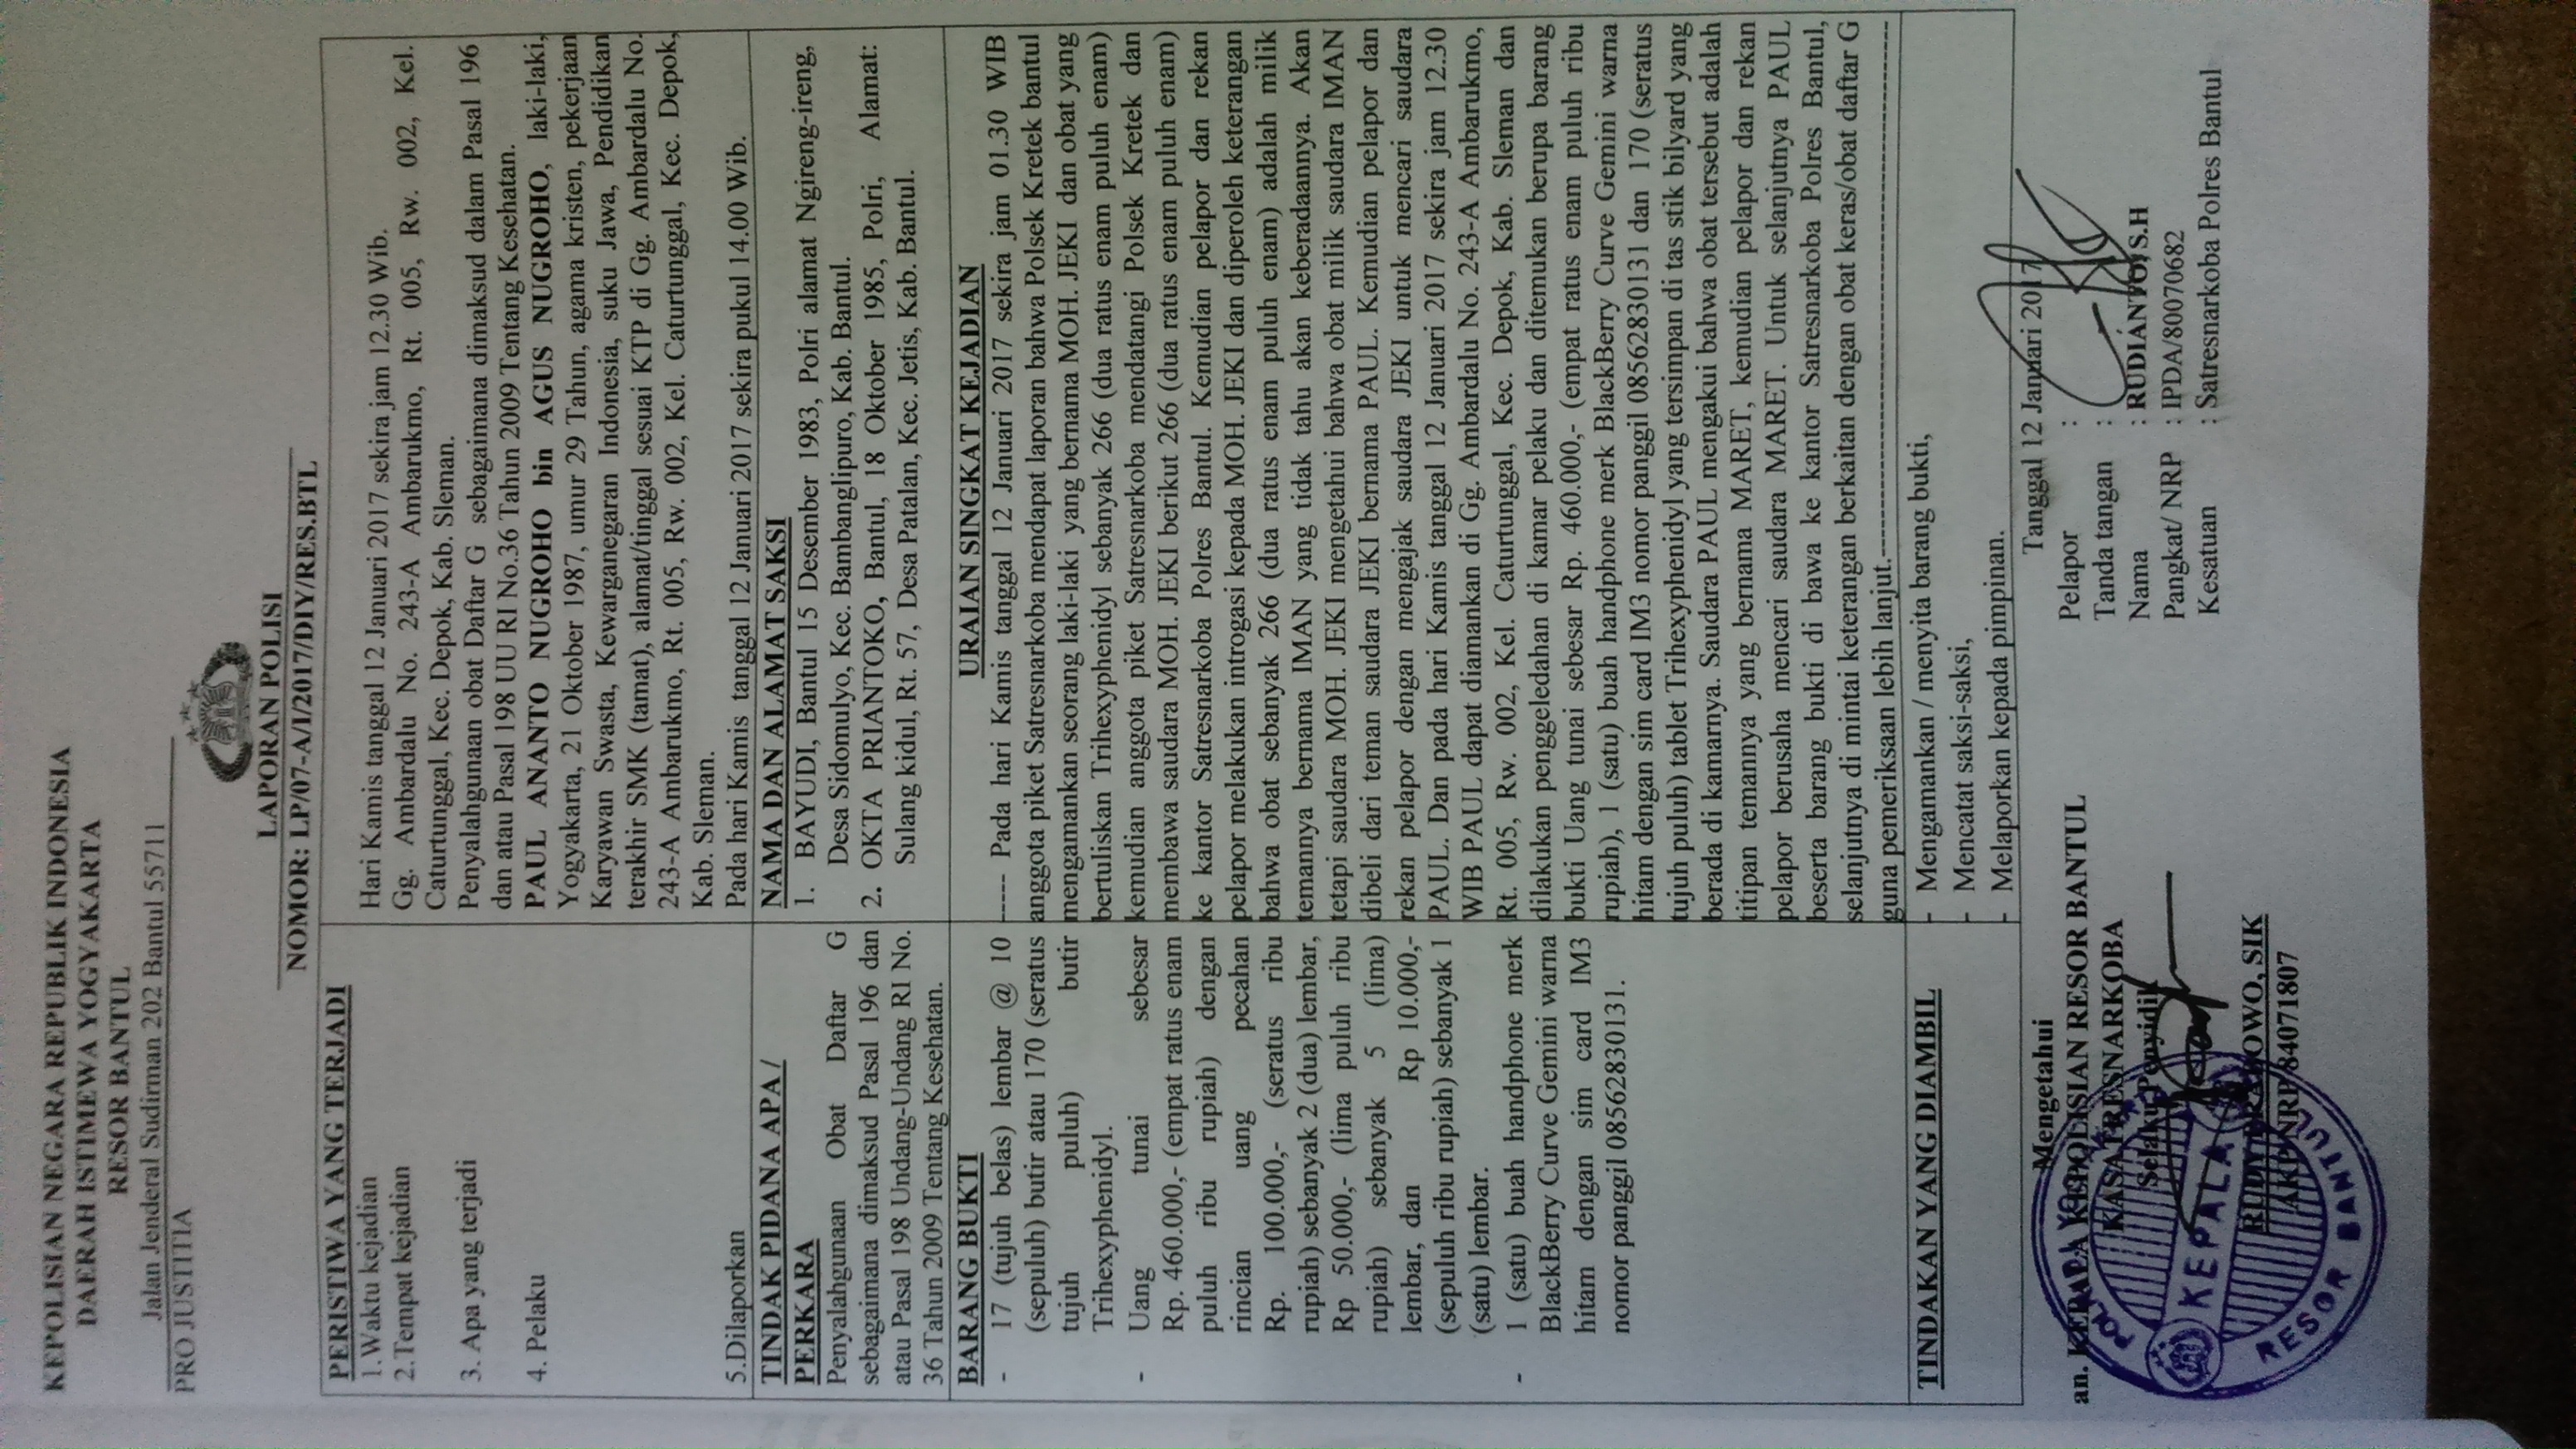 KEPOLISIAN NEGARA REPUBLIK INDONESIA
DAERAH ISTIMEWA YOGYAKARTA
RESOR BANTUL
Jalan Jenderal Sudirman 202 Bantul 55711
PRO JUSTITIA
LAPORAN POLISI
NOMOR: LP/07-A/I/2017/DIY/RES.BTL
PERISTIWA YANG TERJADI
1.Waktu kejadian
Hari Kamis tanggal 12 Januari 2017 sekira jam 12.30 Wib.
2.Tempat kejadian
Gg. Ambardalu No. 243-A Ambarukmo, Rt. 005, Rw. 002, Kel.
Caturtunggal, Kec. Depok, Kab. Sleman.
3. Apa yang terjadi
Penyalahgunaan obat Daftar G sebagaimana dimaksud dalam Pasal 196
dan atau Pasal 198 UU RI No.36 Tahun 2009 Tentang Kesehatan.
4. Pelaku
PAUL ANANTO NUGROHO bin AGUS NUGROHO, laki-laki,
Yogyakarta, 21 Oktober 1987, umur 29 Tahun, agama kristen, pekerjaan
Karyawan Swasta, Kewarganegaran Indonesia, suku Jawa, Pendidikan
terakhir SMK (tamat), alamat/tinggal sesuai KTP di Gg. Ambardalu No.
243-A Ambarukmo, Rt. 005, Rw. 002, Kel. Caturtunggal, Kec. Depok,
Kab. Sleman.
5.Dilaporkan
Pada hari Kamis tanggal 12 Januari 2017 sekira pukul 14.00 Wib.
TINDAK PIDANA APA /
PERKARA
Penyalahgunaan Obat Daftar G
sebagaimana dimaksud Pasal 196 dan
atau Pasal 198 Undang-Undang RI No.
36 Tahun 2009 Tentang Kesehatan.
NAMA DAN ALAMAT SAKSI
1. BAYUDI, Bantul 15 Desember 1983, Polri alamat Ngireng-ireng,
Desa Sidomulyo, Kec. Bambanglipuro, Kab. Bantul.
2. OKTA PRIANTOKO, Bantul, 18 Oktober 1985, Polri, Alamat:
Sulang kidul, Rt. 57, Desa Patalan, Kec. Jetis, Kab. Bantul.
BARANG BUKTI
- 17 (tujuh belas) lembar @ 10
(sepuluh) butir atau 170 (seratus
tujuh puluh) butir
Trihexyphenidyl.
- Uang tunai sebesar
Rp. 460.000,- (empat ratus enam
puluh ribu rupiah) dengan
rincian uang pecahan
Rp. 100.000,- (seratus ribu
rupiah) sebanyak 2 (dua) lembar,
Rp 50.000,- (lima puluh ribu
rupiah) sebanyak 5 (lima)
lembar, dan Rp 10.000,-
(sepuluh ribu rupiah) sebanyak 1
(satu) lembar.
- 1 (satu) buah handphone merk
BlackBerry Curve Gemini warna
hitam dengan sim card IM3
nomor panggil 085628830131.
URAIAN SINGKAT KEJADIAN
----- Pada hari Kamis tanggal 12 Januari 2017 sekira jam 01.30 WIB
anggota piket Satresnarkoba mendapat laporan bahwa Polsek Kretek bantul
mengamankan seorang laki-laki yang bernama MOH. JEKI dan obat yang
bertuliskan Trihexyphenidyl sebanyak 266 (dua ratus enam puluh enam)
kemudian anggota piket Satresnarkoba mendatangi Polsek Kretek dan
membawa saudara MOH. JEKI berikut 266 (dua ratus enam puluh enam)
ke kantor Satresnarkoba Polres Bantul. Kemudian pelapor dan rekan
pelapor melakukan introgasi kepada MOH. JEKI dan diperoleh keterangan
bahwa obat sebanyak 266 (dua ratus enam puluh enam) adalah milik
temannya bernama IMAN yang tidak tahu akan keberadaannya. Akan
tetapi saudara MOH. JEKI mengetahui bahwa obat milik saudara IMAN
dibeli dari teman saudara JEKI bernama PAUL. Kemudian pelapor dan
rekan pelapor dengan mengajak saudara JEKI untuk mencari saudara
PAUL. Dan pada hari Kamis tanggal 12 Januari 2017 sekira jam 12.30
WIB PAUL dapat diamankan di Gg. Ambardalu No. 243-A Ambarukmo,
Rt. 005, Rw. 002, Kel. Caturtunggal, Kec. Depok, Kab. Sleman dan
dilakukan penggeledahan di kamar pelaku dan ditemukan berupa barang
bukti Uang tunai sebesar Rp. 460.000,- (empat ratus enam puluh ribu
rupiah), 1 (satu) buah handphone merk BlackBerry Curve Gemini warna
hitam dengan sim card IM3 nomor panggil 085628830131 dan 170 (seratus
tujuh puluh) tablet Trihexyphenidyl yang tersimpan di tas stik bilyard yang
berada di kamarnya. Saudara PAUL mengakui bahwa obat tersebut adalah
titipan temannya yang bernama MARET, kemudian pelapor dan rekan
pelapor berusaha mencari saudara MARET. Untuk selanjutnya PAUL
beserta barang bukti di bawa ke kantor Satresnarkoba Polres Bantul,
selanjutnya di mintai keterangan berkaitan dengan obat keras/obat daftar G
guna pemeriksaan lebih lanjut.------------------------------------------------
TINDAKAN YANG DIAMBIL
- Mengamankan / menyita barang bukti,
- Mencatat saksi-saksi,
- Melaporkan kepada pimpinan.
Mengetahui
an. KEPALA KEPOLISIAN RESOR BANTUL
KASATRESNARKOBA
Selaku Penyidik
OWO, SIK
AKP NRP 84071807
KEPALA
RESOR BANTUL
Tanggal 12 Januari 2017
Pelapor :
Tanda tangan :
Nama : RUDIANTO, S.H
Pangkat/ NRP : IPDA/80070682
Kesatuan : Satresnarkoba Polres Bantul